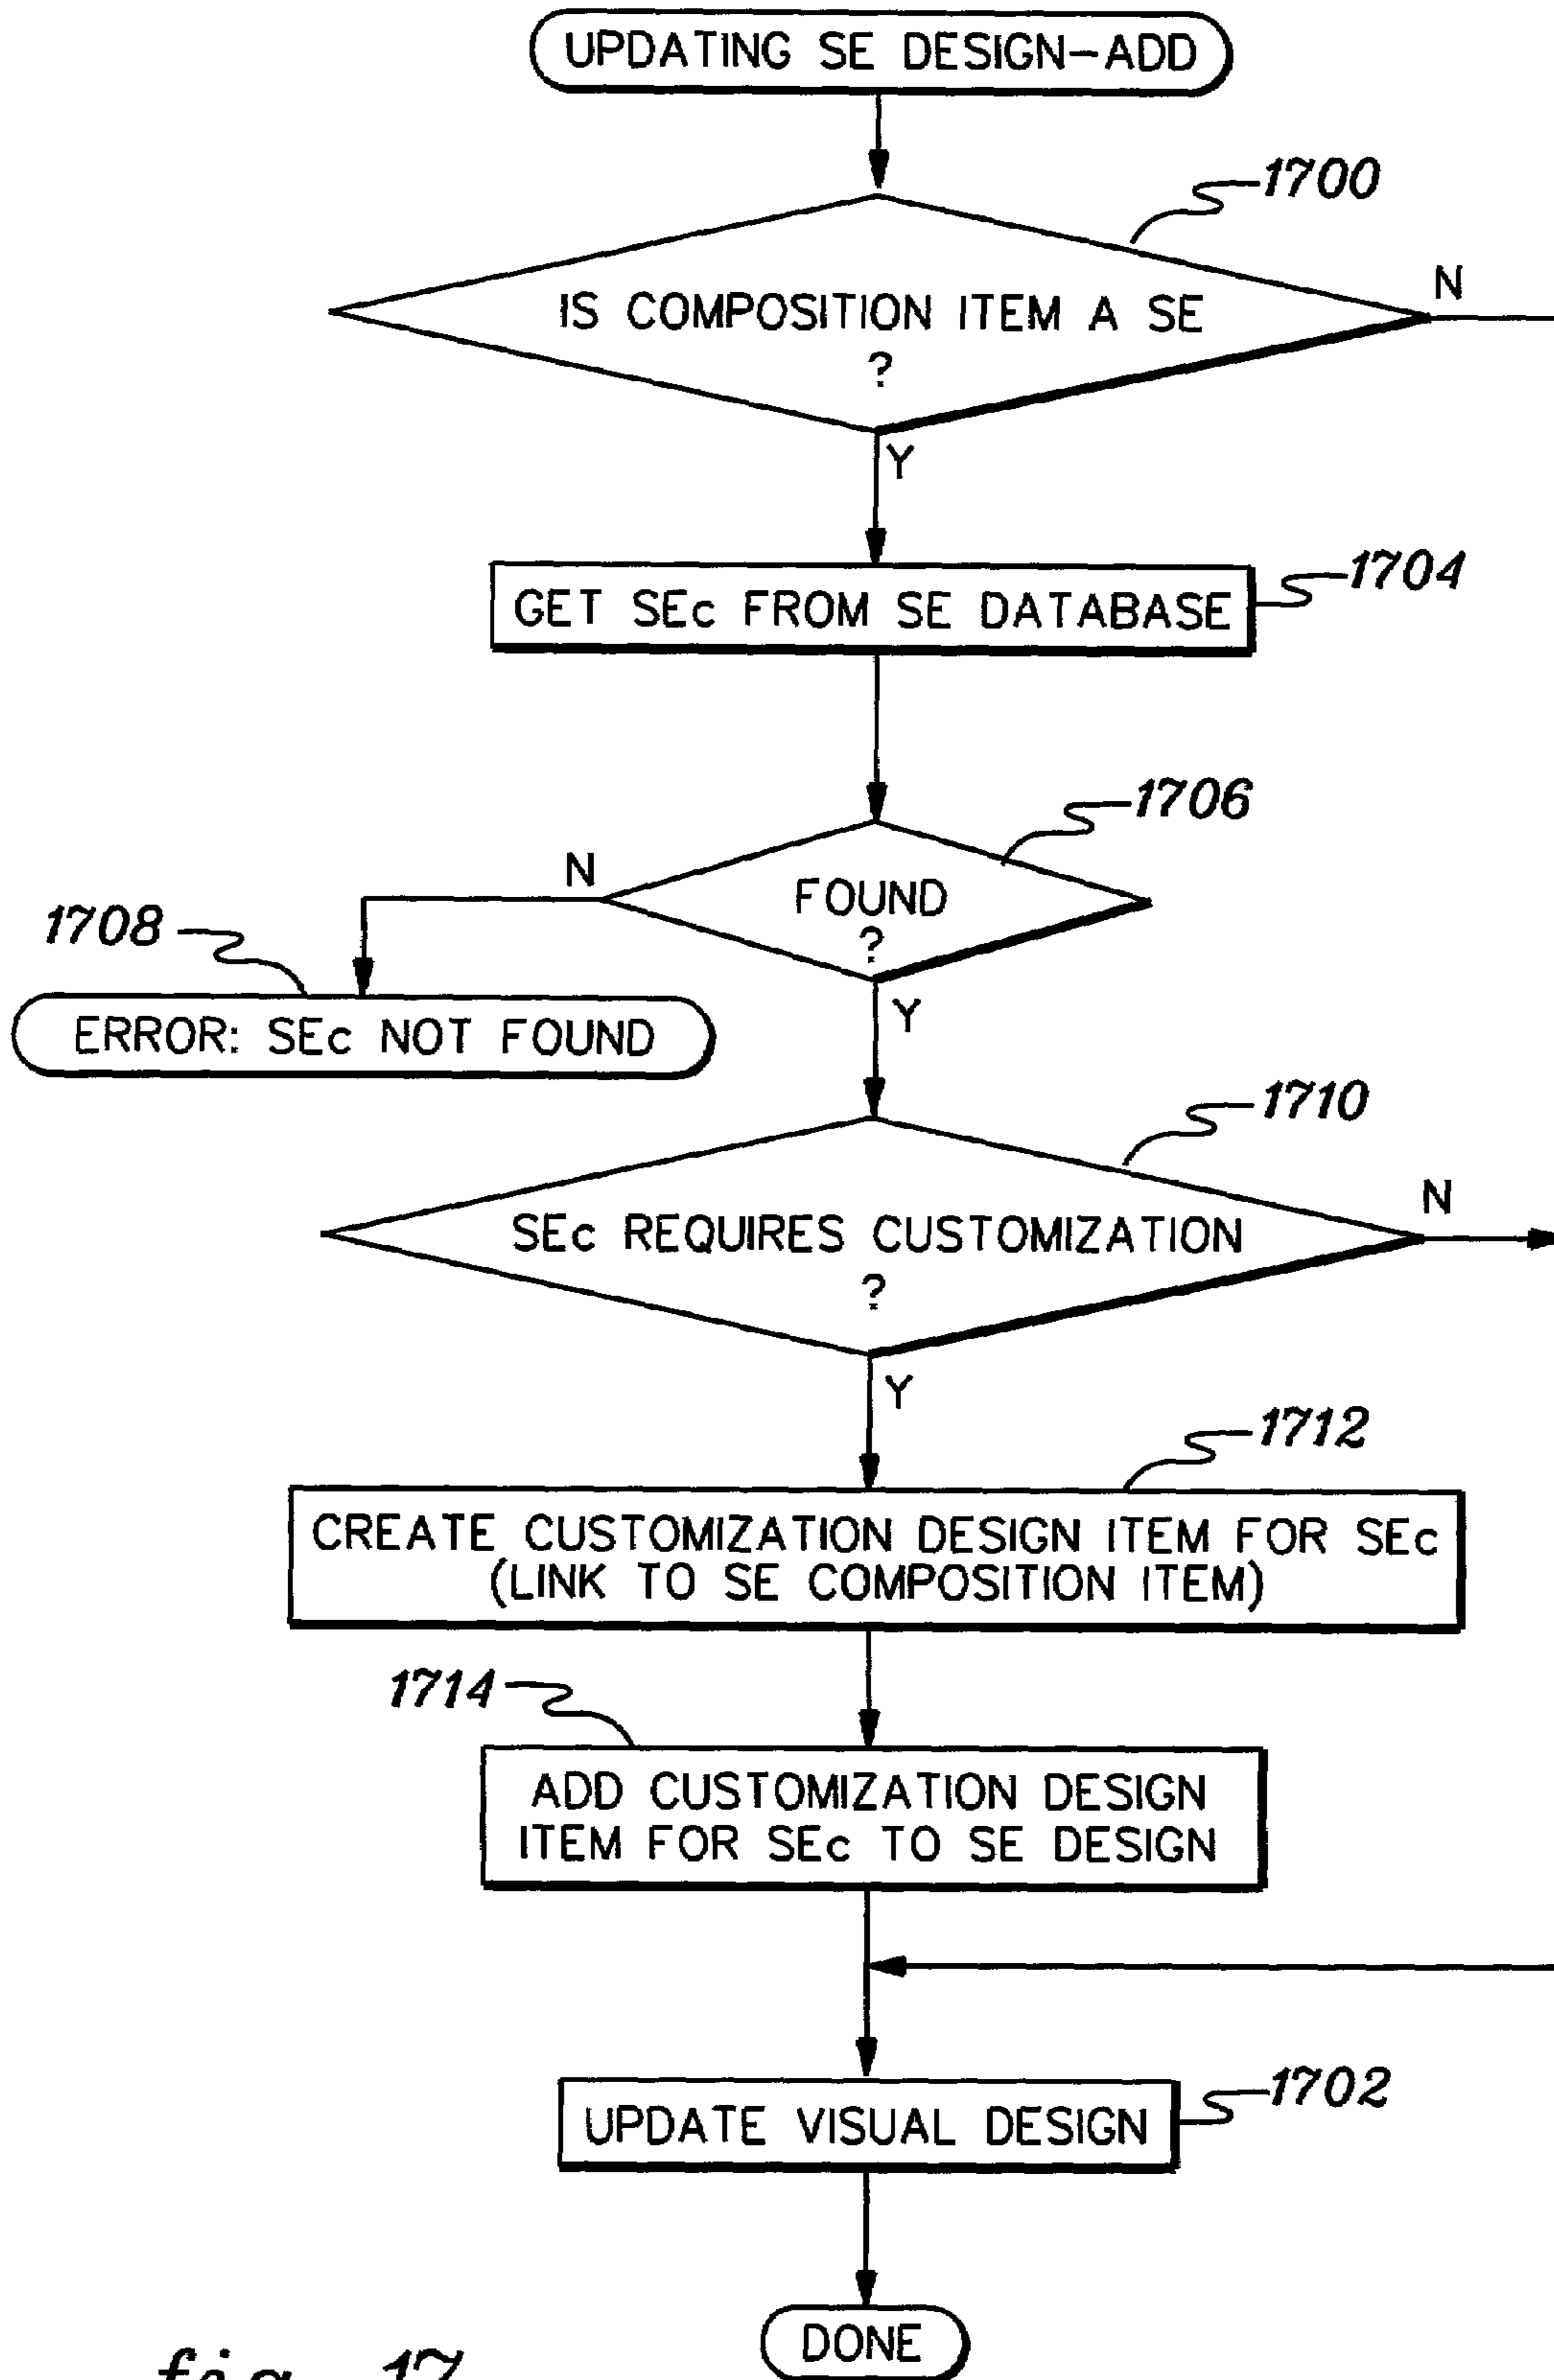 UPDATING SE DESIGN-ADD
1700
IS COMPOSITION ITEM A SE
?
N
Y
GET SEc FROM SE DATABASE
1704
1706
FOUND
?
N
1708
Y
ERROR: SEc NOT FOUND
1710
SEc REQUIRES CUSTOMIZATION
?
N
Y
1712
CREATE CUSTOMIZATION DESIGN ITEM FOR SEc
(LINK TO SE COMPOSITION ITEM)
1714
ADD CUSTOMIZATION DESIGN
ITEM FOR SEc TO SE DESIGN
1702
UPDATE VISUAL DESIGN
DONE
fig. 17